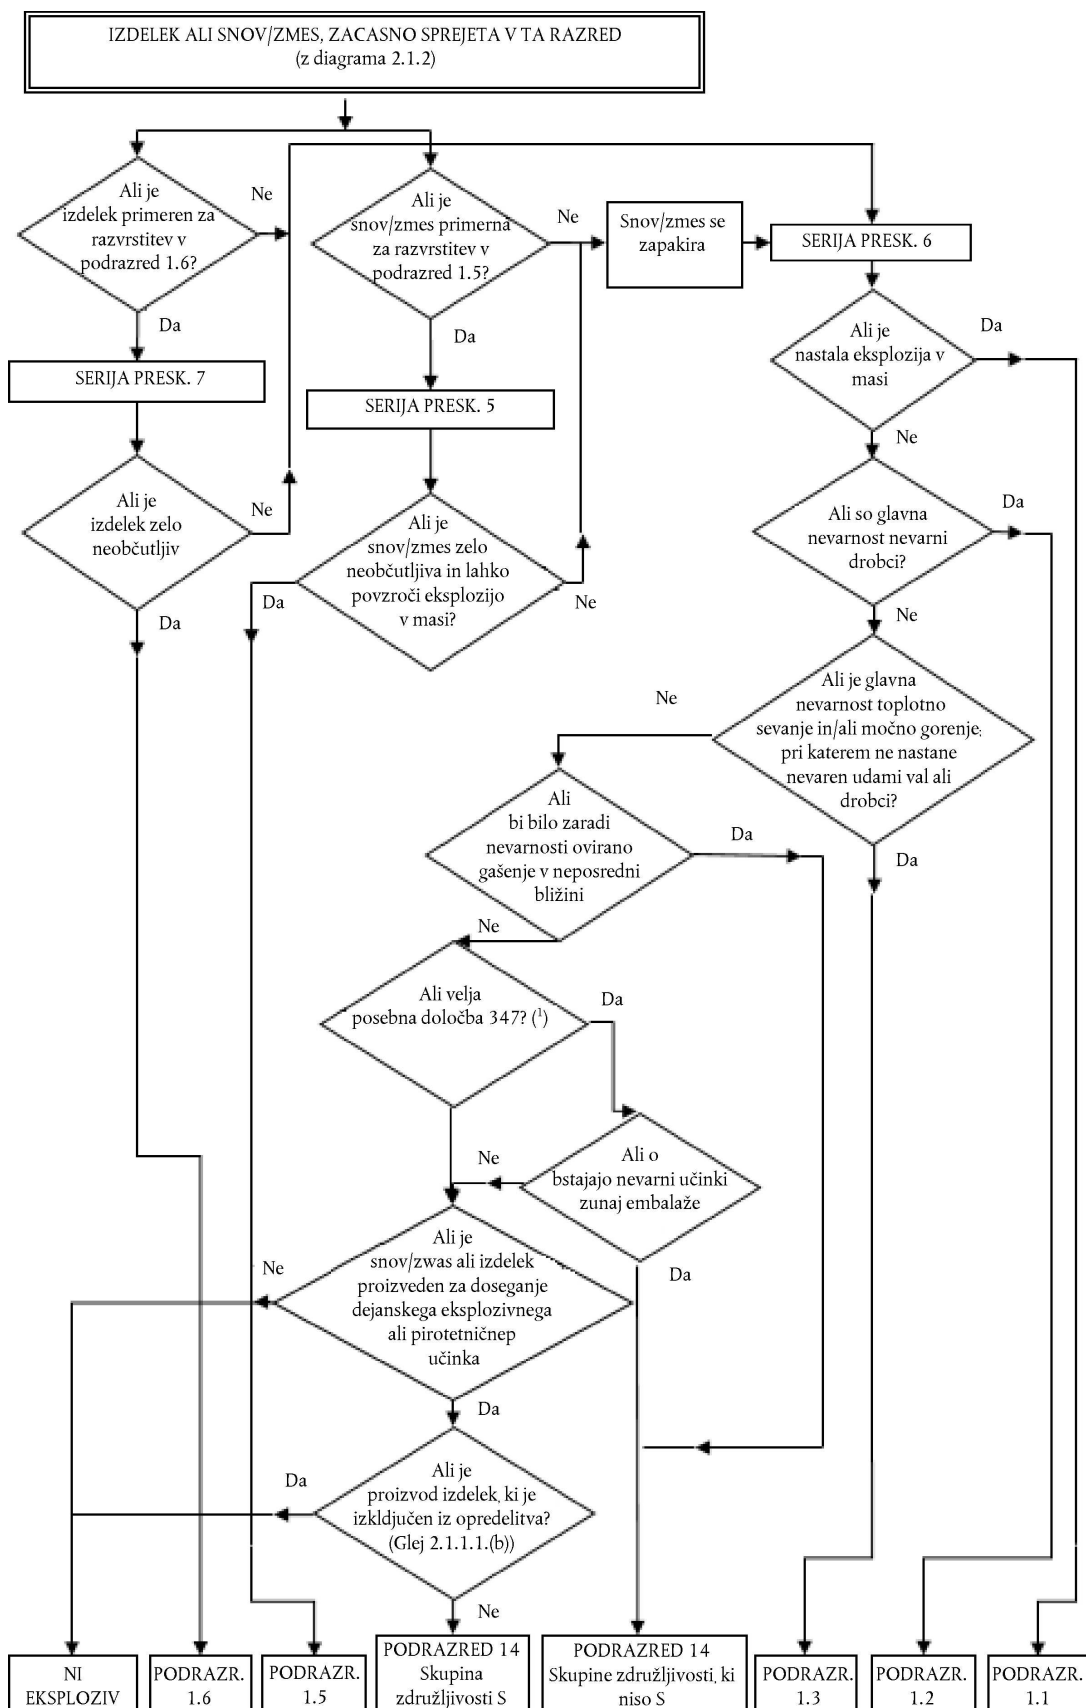 IZDELEK ALI SNOV/ZMES, ZACASNO SPREJETA V TA RAZRED
(z diagrama 2.1.2)
Ali je
izdelek primeren za
razvrstitev v
podrazred 1.6?
Ne
Da
Ali je
snov/zmes primerna
za razvrstitev v
podrazred 1.5?
Ne
Da
Snov/zmes se
zapakira
SERIJA PRESK. 6
Ali je
nastala eksplozija v
masi
Da
Ne
SERIJA PRESK. 7
SERIJA PRESK. 5
Ali je
izdelek zelo
neobčutljiv
Ne
Da
Ali je
snov/zmes zelo
neobčutljiva in lahko
povzroči eksplozijo
v masi?
Da
Ne
Ali so glavna
nevarnost nevarni
drobci?
Da
Ne
Ali je glavna
nevarnost toplotno
sevanje in/ali močno gorenje,
pri katerem ne nastane
nevaren udami val ali
drobci?
Ne
Da
Ali
bi bilo zaradi
nevarnosti ovirano
gašenje v neposredni
bližini
Da
Ne
Ali velja
posebna določba 347? (¹)
Da
Ne
Ali o
bstajajo nevarni učinki
zunaj embalaže
Da
Ali je
snov/zwas ali izdelek
proizveden za doseganje
dejanskega eksplozivnega
ali pirotetničnep
učinka
Ne
Da
Ali je
proizvod izdelek, ki je
izključen iz opredelitva?
(Glej 2.1.1.1.(b))
Da
Ne
NI
EKSPLOZIV
PODRAZR.
1.6
PODRAZR.
1.5
PODRAZRED 14
Skupina
združljivosti S
PODRAZRED 14
Skupine združljivosti, ki
niso S
PODRAZR.
1.3
PODRAZR.
1.2
PODRAZR.
1.1